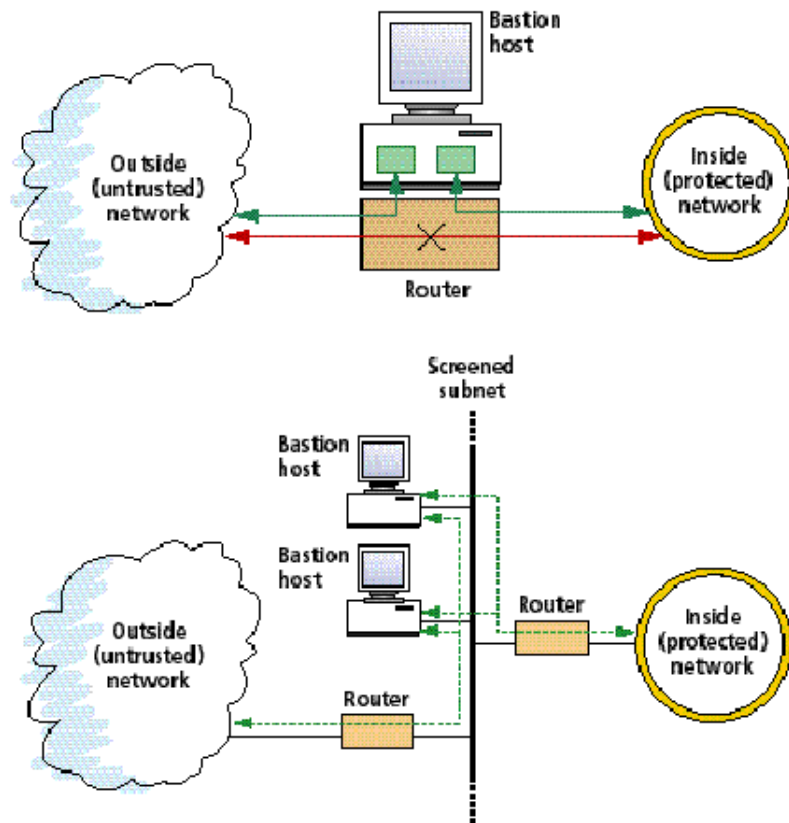 Bastion
host
Outside
(untrusted)
network
Inside
(protected)
network
Router
Screened
subnet
Bastion
host
Bastion
host
Router
Outside
(untrusted)
network
Inside
(protected)
network
Router